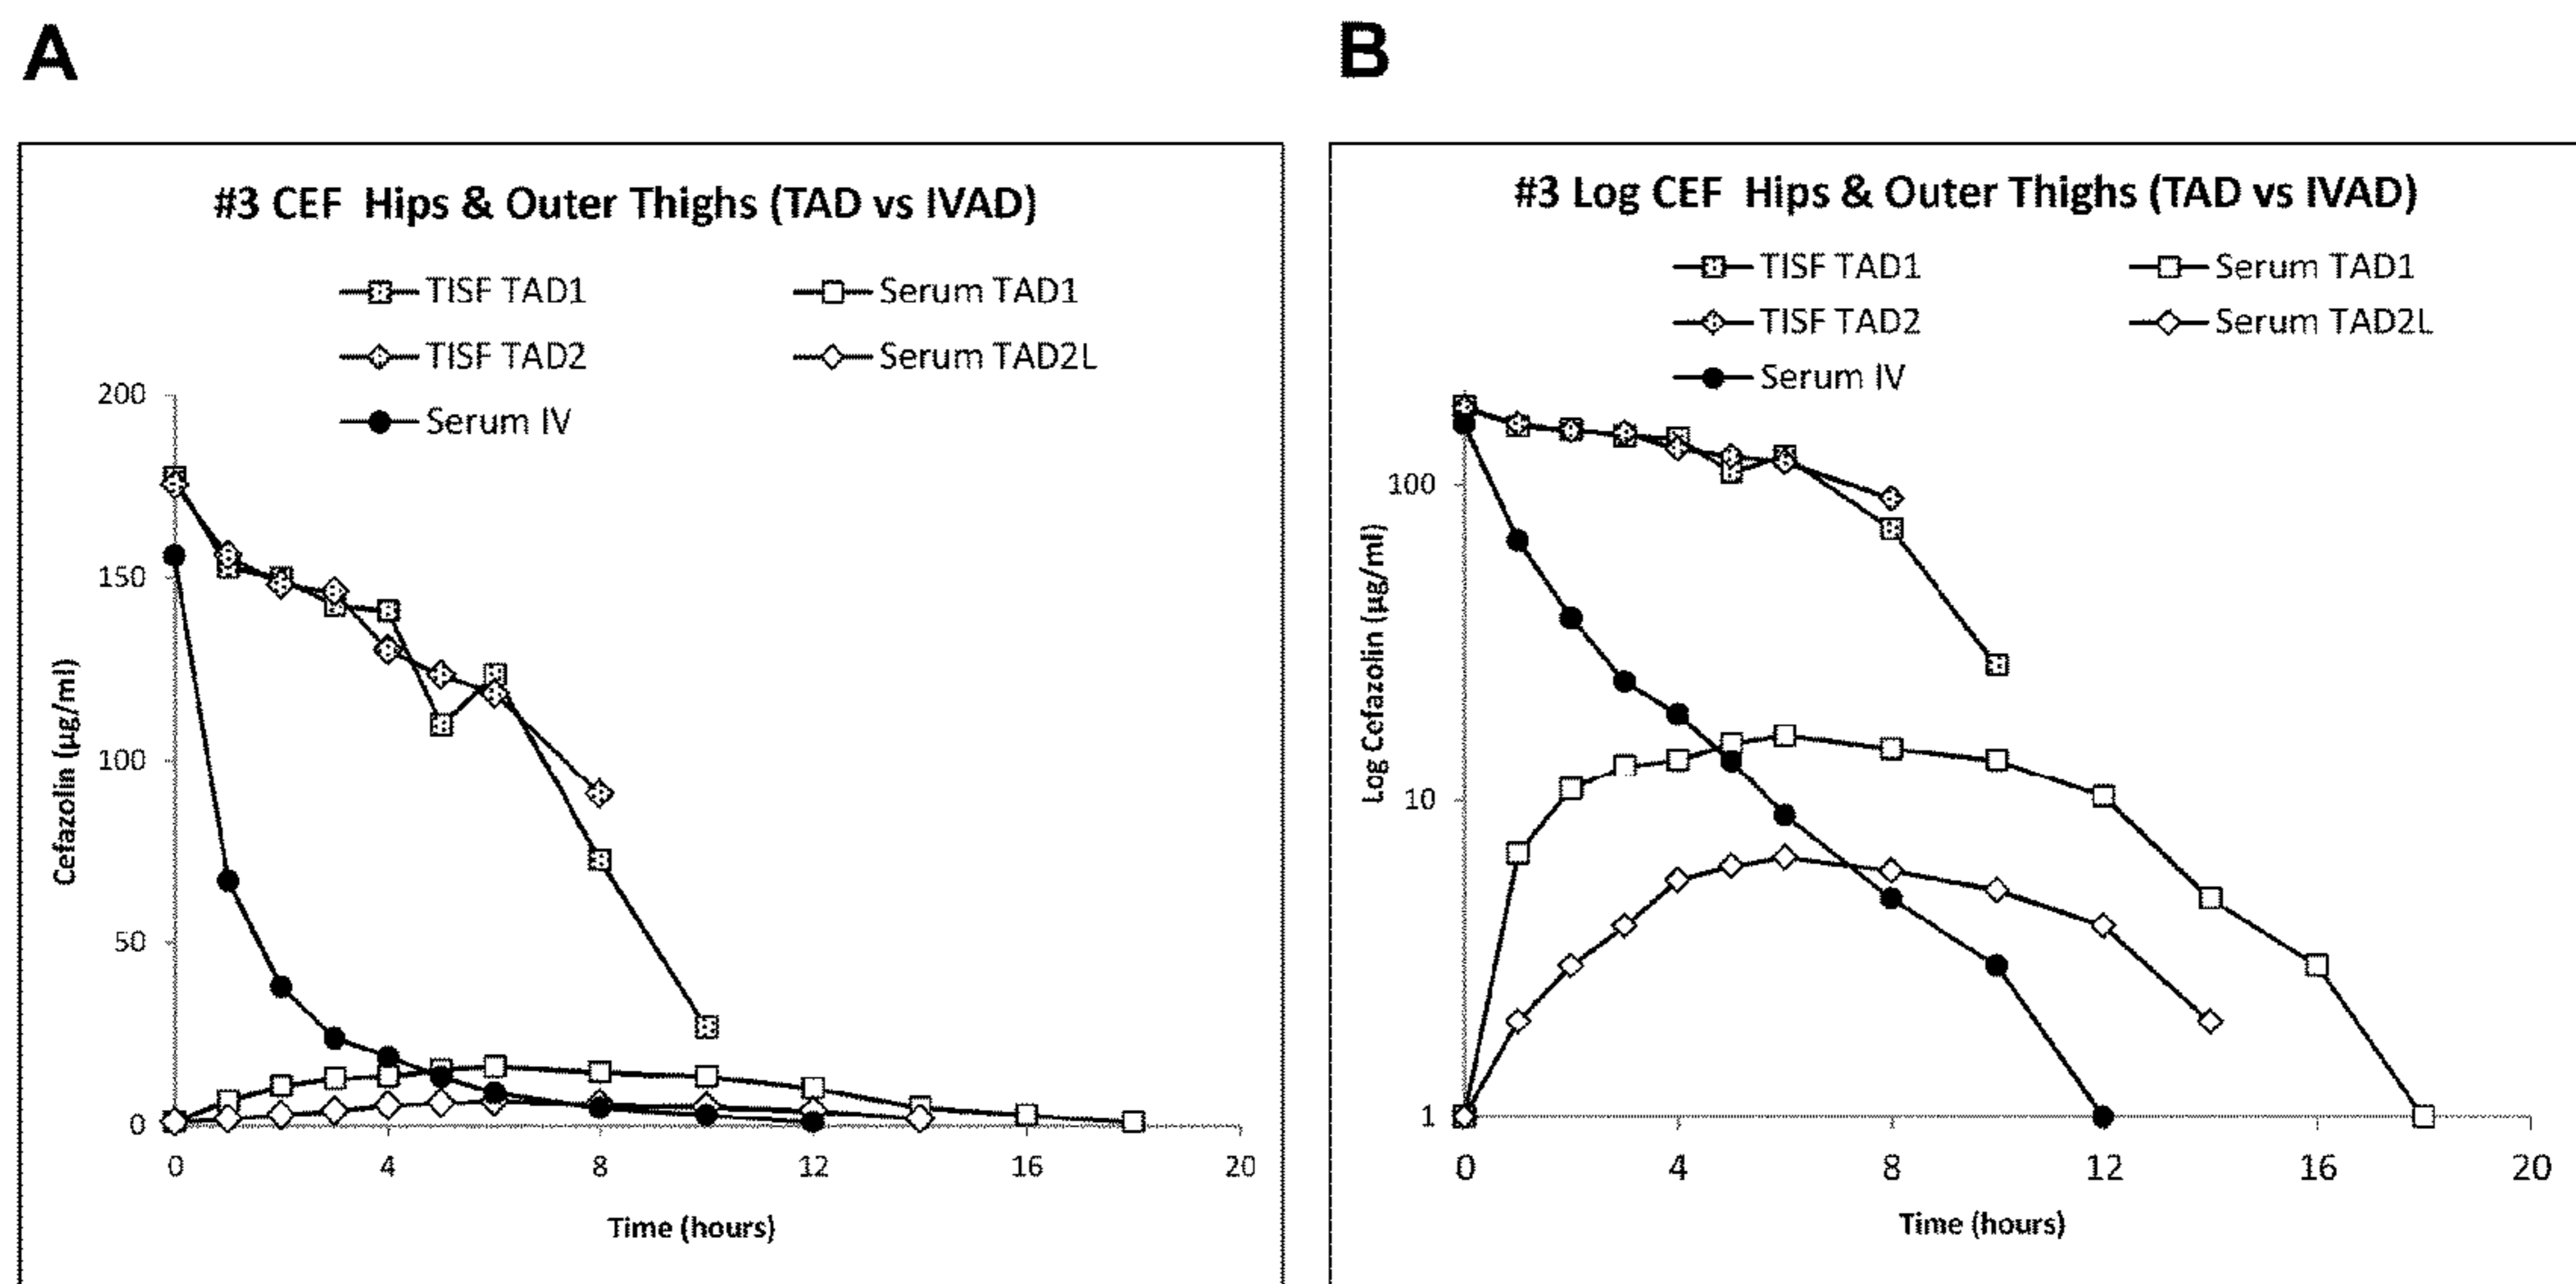 A
B
#3 CEF Hips & Outer Thighs (TAD vs IVAD)
TISF TAD1
Serum TAD1
TISF TAD2
Serum TAD2L
Serum IV
200
150
100
50
0
0 4 8 12 16 20
Cefazolin (µg/ml)
Time (hours)
#3 Log CEF Hips & Outer Thighs (TAD vs IVAD)
TISF TAD1
Serum TAD1
TISF TAD2
Serum TAD2L
Serum IV
100
10
1
0 4 8 12 16 20
Log Cefazolin (µg/ml)
Time (hours)